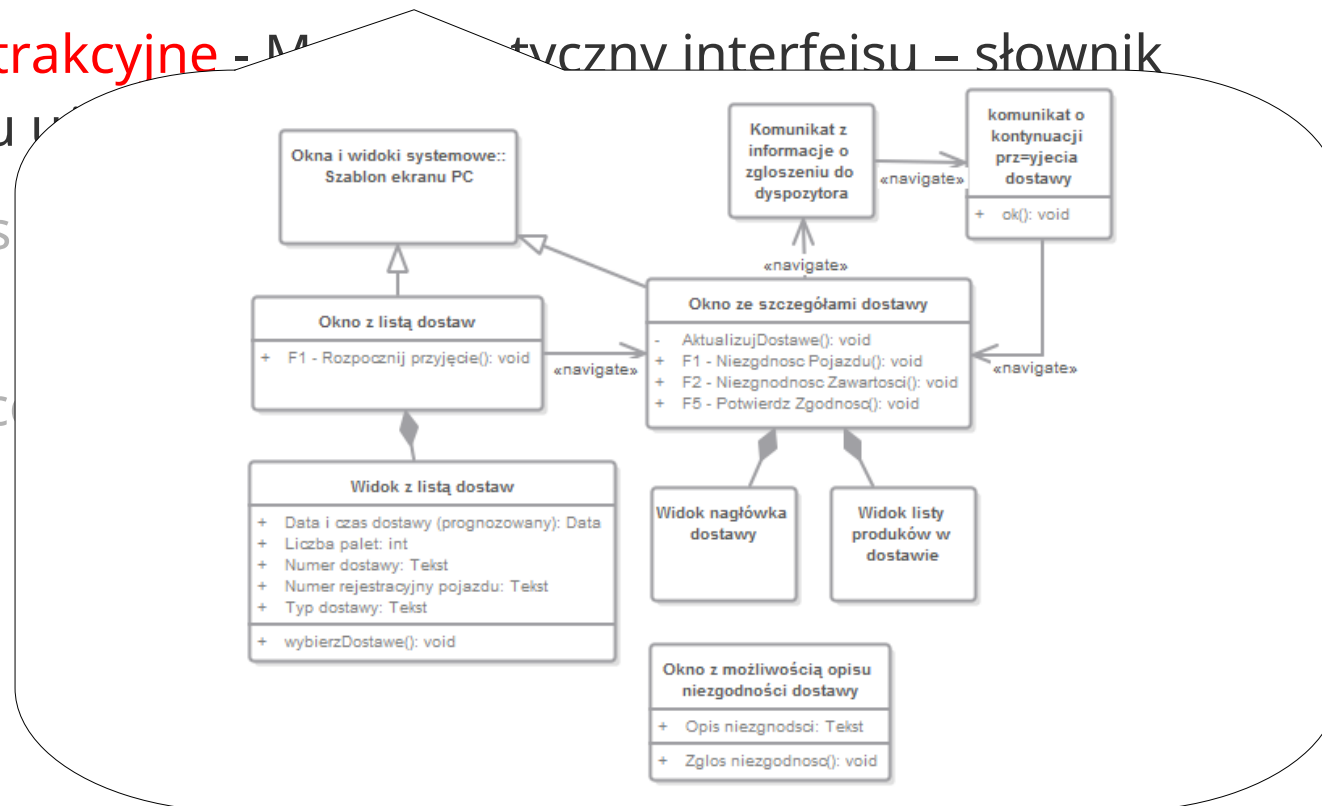 trakcyjne - M tyczny interfejsu – słownik
u u
s
Komunikat z
informacje o
zgloszeniu do
dyspozytora
«navigate»
komunikat o
kontynuacji
prz=yjecia
dostawy
+ ok(): void
Okna i widoki systemowe::
Szablon ekranu PC
«navigate»
Okno z listą dostaw
+ F1 - Rozpocznij przyjęcie(): void
«navigate»
Okno ze szczegółami dostawy
- AktualizujDostawe(): void
+ F1 - Niezgdnosc Pojazdu(): void
+ F2 - Niezgnodnosc Zawartosci(): void
+ F5 - Potwierdz Zgodnosc(): void
«navigate»
Widok z listą dostaw
+ Data i czas dostawy (prognozowany): Data
+ Liczba palet: int
+ Numer dostawy: Tekst
+ Numer rejestracyjny pojazdu: Tekst
+ Typ dostawy: Tekst
+ wybierzDostawe(): void
Widok nagłówka
dostawy
Widok listy
produków w
dostawie
Okno z możliwością opisu
niezgodności dostawy
+ Opis niezgnodsci: Tekst
+ Zglos niezgodnosc(): void